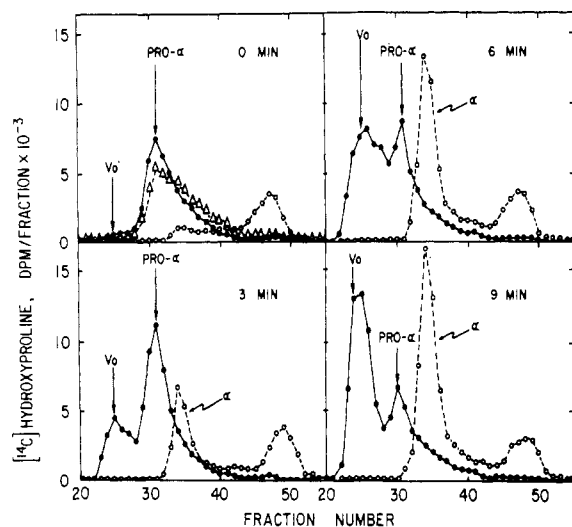 [14C] HYDROXYPROLINE, DPM/FRACTION × 10-3
15
10
5
0
Vo
PRO-α
0 MIN
Vo
PRO-α
α
6 MIN
15
10
5
0
Vo
PRO-α
α
3 MIN
Vo
PRO-α
α
9 MIN
20 30 40 50 20 30 40 50
FRACTION NUMBER